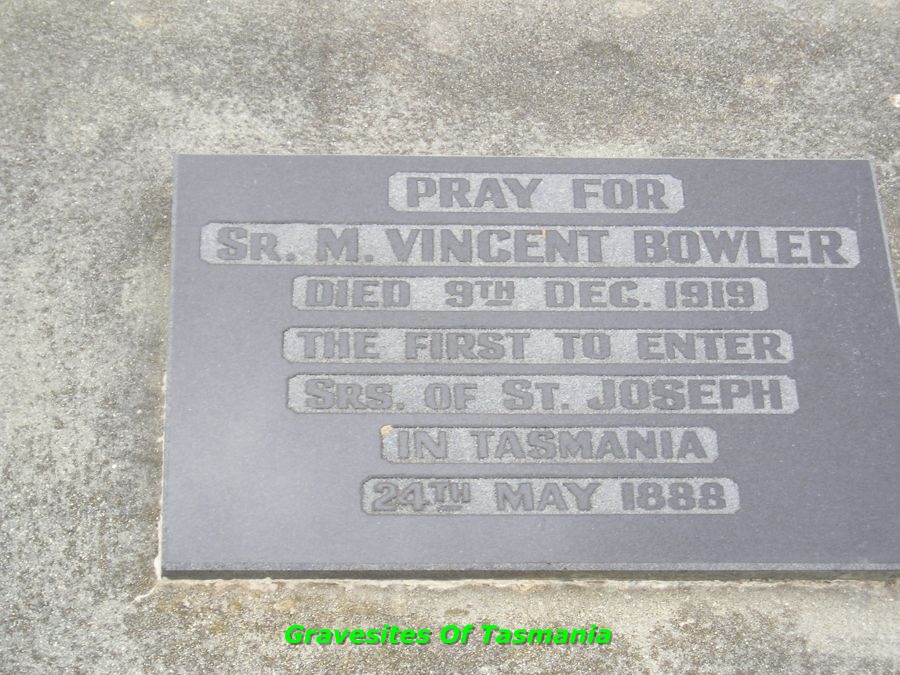 PRAY FOR
SR. M. VINCENT BOWLER
DIED 9TH DEC. 1919
THE FIRST TO ENTER
SRS. OF ST. JOSEPH
IN TASMANIA
24TH MAY 1888
Gravesites Of Tasmania